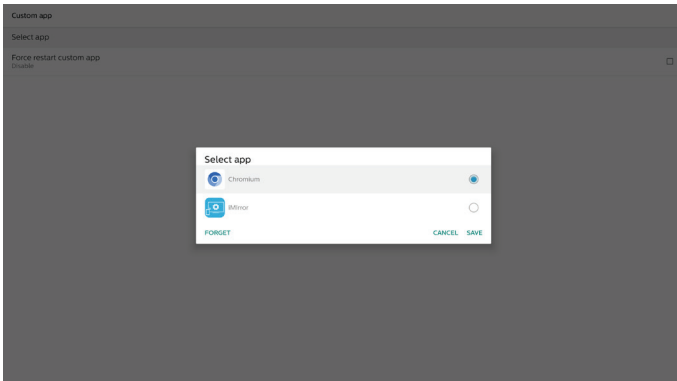 Custom app
Select app
Force restart custom app
Disable
Select app
Chromium
iMirror
FORGET
CANCEL SAVE